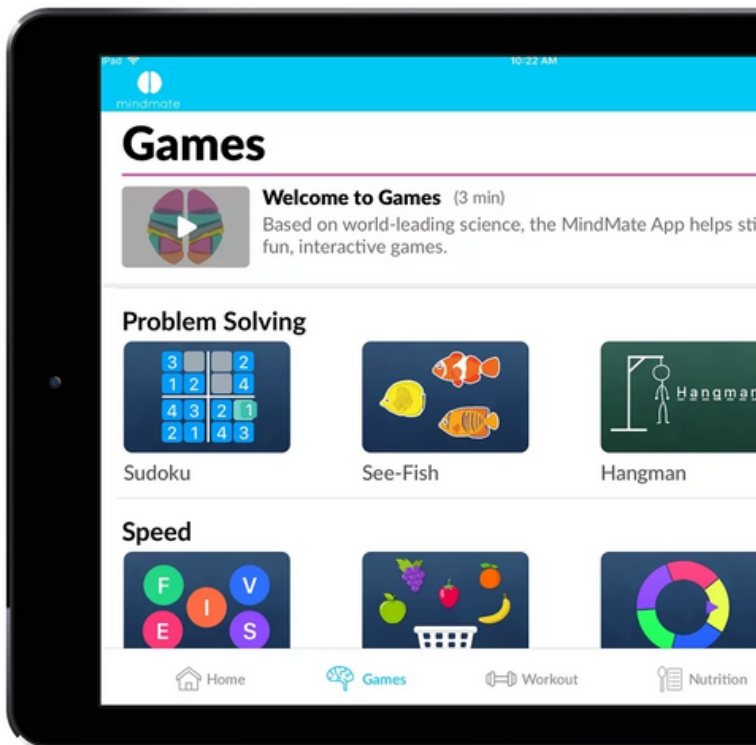 iPad
10:22 AM
mindmate
Games
Welcome to Games (3 min)
Based on world-leading science, the MindMate App helps sti
fun, interactive games.
Problem Solving
3 2
1 2 4
4 3 2 1
2 1 4 3
Hangman
Sudoku
See-Fish
Hangman
Speed
F V
I
E S
Home
Games
Workout
Nutrition